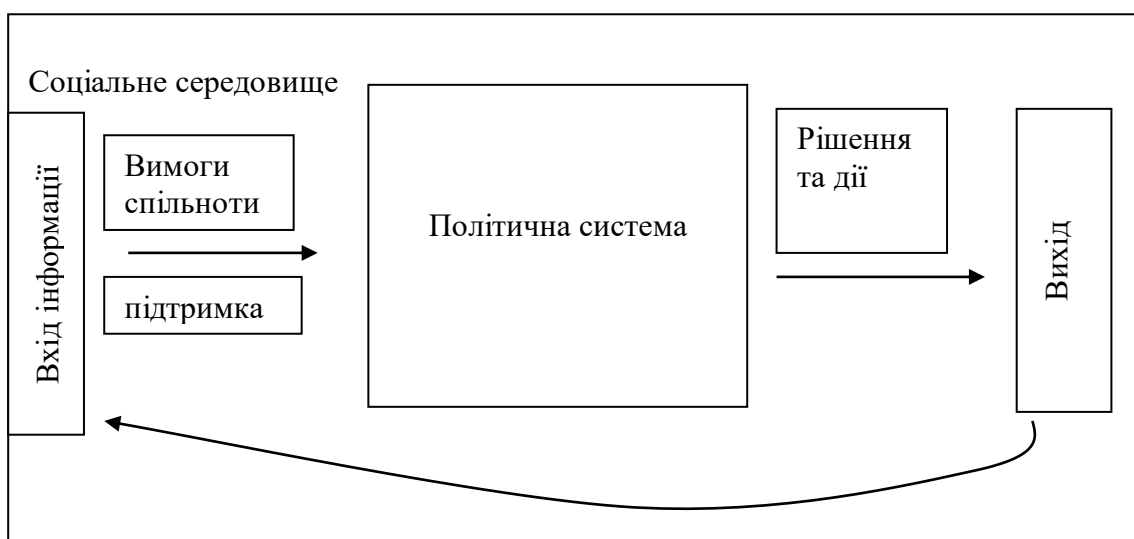 Соціальне середовище
Вхід інформації
Вимоги
спільноти
підтримка
Політична система
Рішення
та дії
Вихід